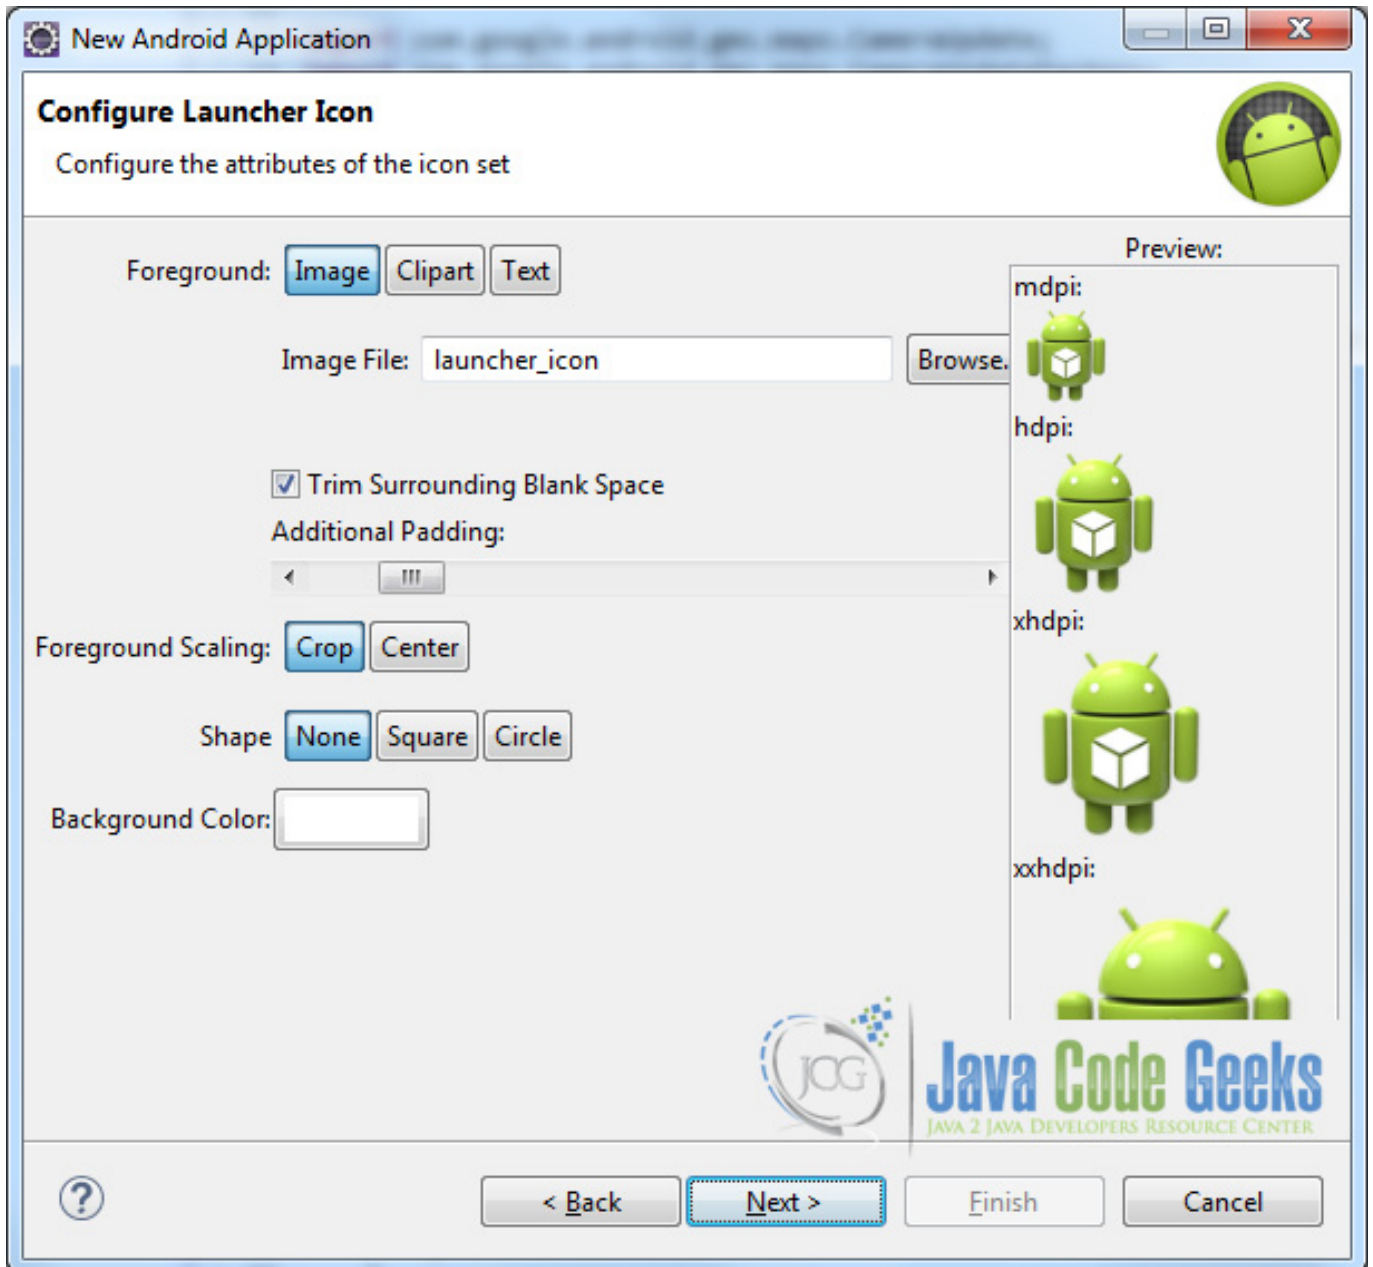 New Android Application
Configure Launcher Icon
Configure the attributes of the icon set
Foreground: Image Clipart Text
Preview:
mdpi:
Image File: launcher_icon Browse.
hdpi:
Trim Surrounding Blank Space
Additional Padding:
xhdpi:
Foreground Scaling: Crop Center
Shape None Square Circle
Background Color:
xxhdpi:
JCG
Java Code Geeks
JAVA 2 JAVA DEVELOPERS RESOURCE CENTER
? < Back Next > Finish Cancel